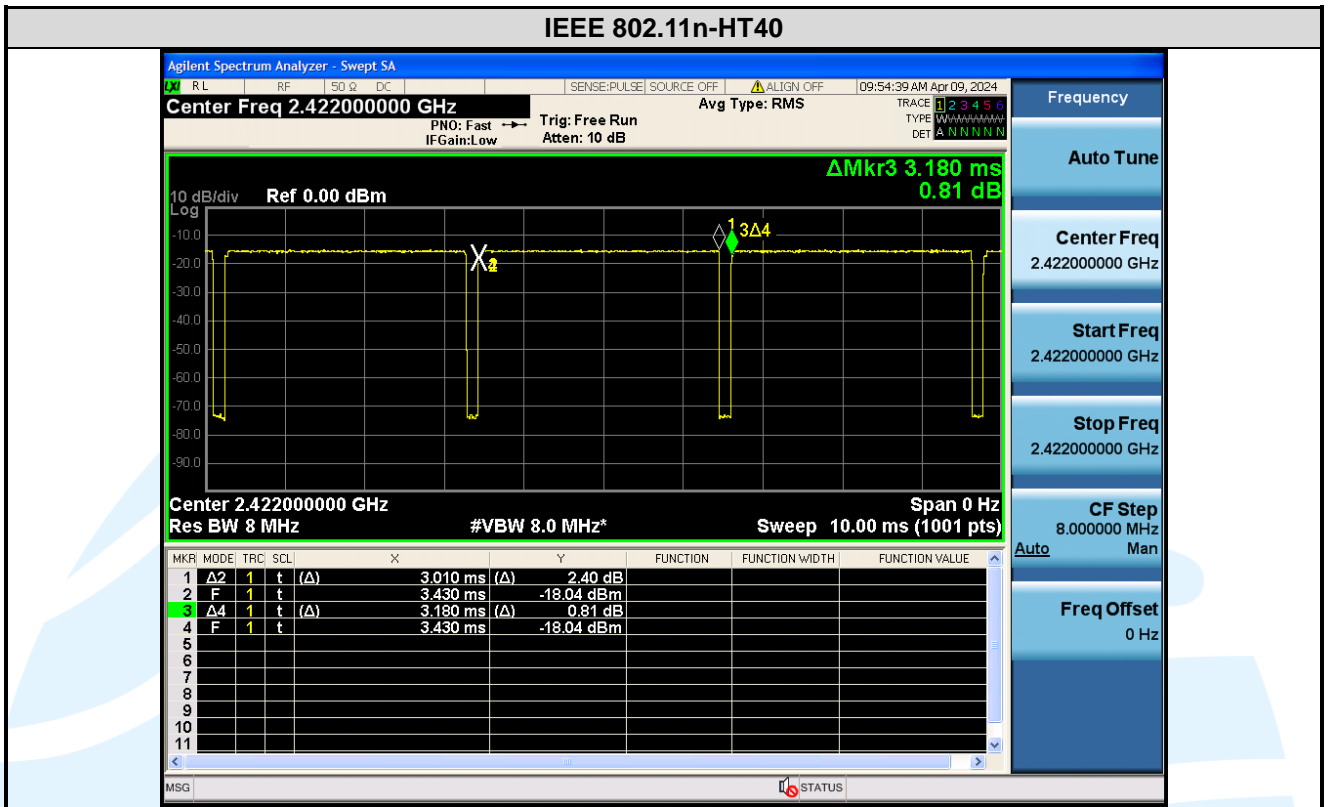 IEEE 802.11n-HT40
Agilent Spectrum Analyzer - Swept SA
LXI RL RF 50 Ω DC SENSE:PULSE SOURCE OFF ALIGN OFF 09:54:39 AM Apr 09, 2024
Center Freq 2.422000000 GHz
PNO: Fast
IFGain:Low
Trig: Free Run
Atten: 10 dB
Avg Type: RMS
TRACE 1 2 3 4 5 6
TYPE
DET A N N N N N
ΔMkr3 3.180 ms
0.81 dB
10 dB/div Ref 0.00 dBm
Log
-10.0
-20.0
-30.0
-40.0
-50.0
-60.0
-70.0
-80.0
-90.0
1 3Δ4
Center 2.422000000 GHz Span 0 Hz
Res BW 8 MHz #VBW 8.0 MHz* Sweep 10.00 ms (1001 pts)
MKR MODE TRC SCL X Y FUNCTION FUNCTION WIDTH FUNCTION VALUE
1 Δ2 1 t (Δ) 3.010 ms (Δ) 2.40 dB
2 F 1 t 3.430 ms -18.04 dBm
3 Δ4 1 t (Δ) 3.180 ms (Δ) 0.81 dB
4 F 1 t 3.430 ms -18.04 dBm
5
6
7
8
9
10
11
MSG STATUS
Frequency
Auto Tune
Center Freq
2.422000000 GHz
Start Freq
2.422000000 GHz
Stop Freq
2.422000000 GHz
CF Step
8.000000 MHz
Auto Man
Freq Offset
0 Hz